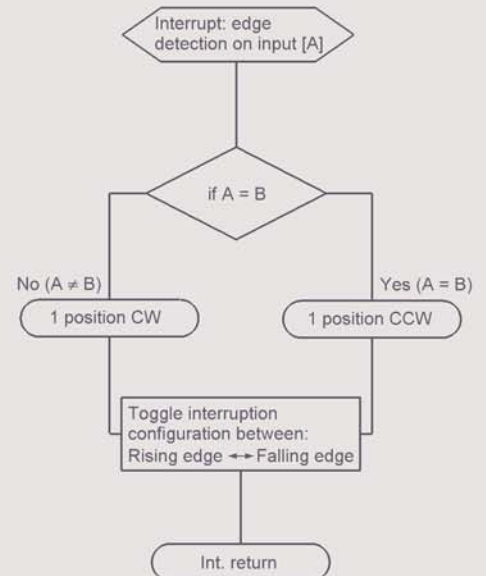 Interrupt: edge
detection on input [A]
if A = B
No (A ≠ B)
Yes (A = B)
1 position CW
1 position CCW
Toggle interruption
configuration between:
Rising edge ↔ Falling edge
Int. return